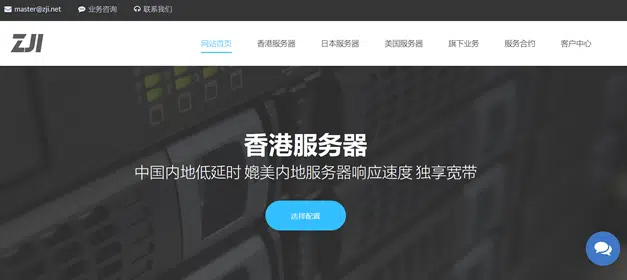 master@zji.net 业务咨询 联系我们
ZJI 网站首页 香港服务器 日本服务器 美国服务器 旗下业务 服务合约 客户中心
香港服务器
中国内地低延时 媲美内地服务器响应速度 独享宽带
选择配置